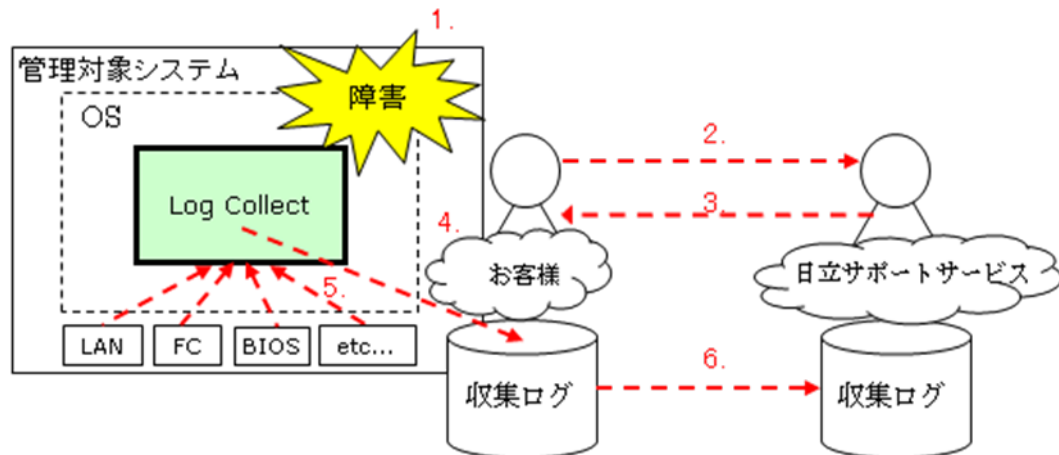 1.
管理対象システム
障害
OS
2.
Log Collect
3.
4.
お客様
日立サポートサービス
5.
LAN
FC
BIOS
etc...
6.
収集ログ
収集ログ